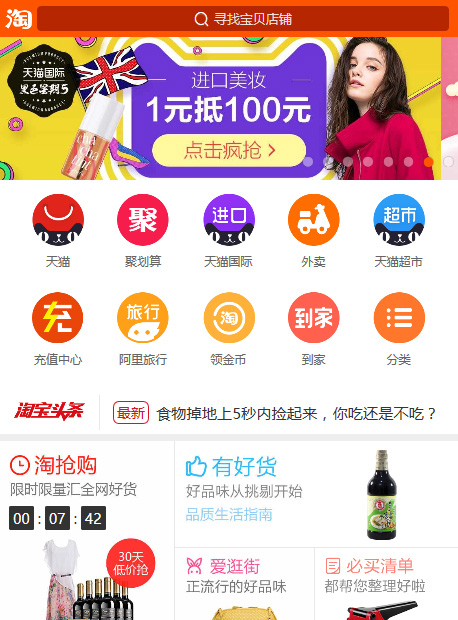 淘
寻找宝贝店铺
天猫国际
黑色星期5
进口美妆
1元抵100元
点击疯抢 >
聚
进口
超市
天猫
聚划算
天猫国际
外卖
天猫超市
充
旅行
淘
到家
充值中心
阿里旅行
领金币
到家
分类
淘宝头条
最新
食物掉地上5秒内捡起来，你吃还是不吃？
淘抢购
限时限量汇全网好货
00 : 07 : 42
30天
低价抢
有好货
好品味从挑剔开始
品质生活指南
爱逛街
正流行的好品味
必买清单
都帮您整理好啦